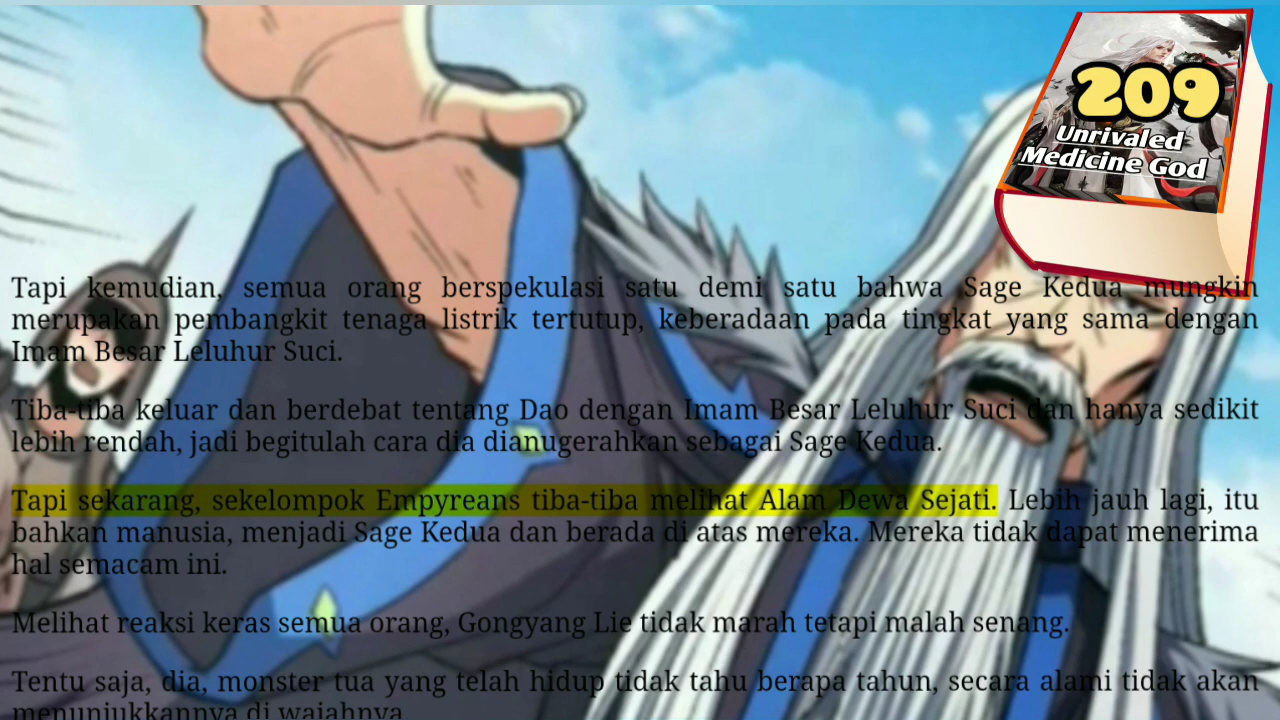 209
Unrivaled
Medicine God
Tapi kemudian, semua orang berspekulasi satu demi satu bahwa Sage Kedua mungkin
merupakan pembangkit tenaga listrik tertutup, keberadaan pada tingkat yang sama dengan
Imam Besar Leluhur Suci.
Tiba-tiba keluar dan berdebat tentang Dao dengan Imam Besar Leluhur Suci dan hanya sedikit
lebih rendah, jadi begitulah cara dia dianugerahkan sebagai Sage Kedua.
Tapi sekarang, sekelompok Empyreans tiba-tiba melihat Alam Dewa Sejati. Lebih jauh lagi, itu
bahkan manusia, menjadi Sage Kedua dan berada di atas mereka. Mereka tidak dapat menerima
hal semacam ini.
Melihat reaksi keras semua orang, Gongyang Lie tidak marah tetapi malah senang.
Tentu saja, dia, monster tua yang telah hidup tidak tahu berapa tahun, secara alami tidak akan
menunjukkannya di wajahnya.